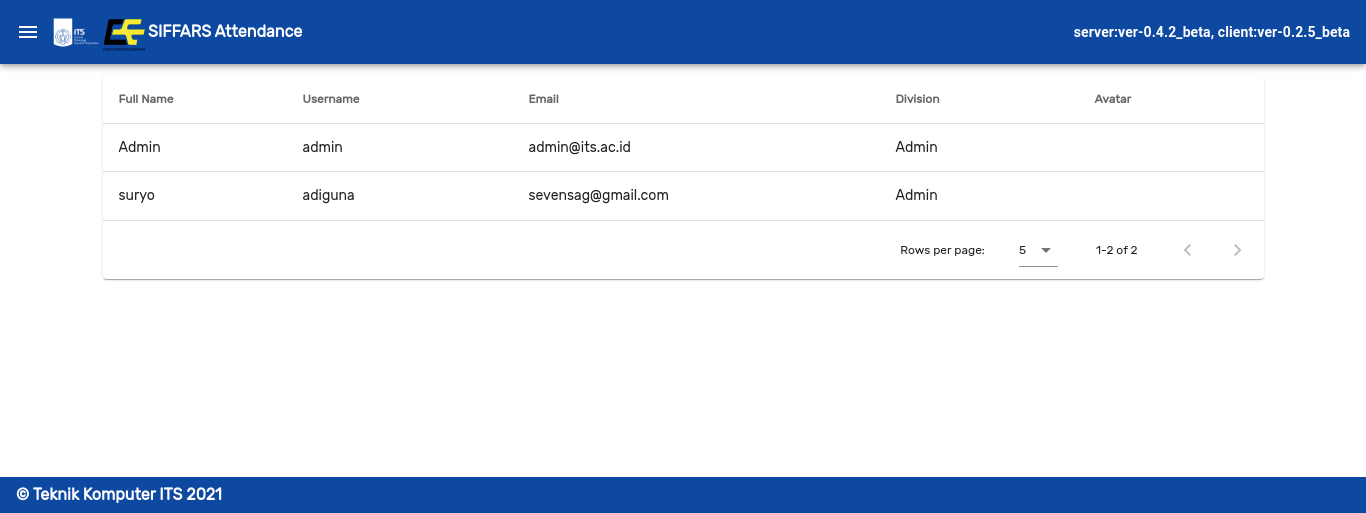 ITS
SIFFARS Attendance
server:ver-0.4.2_beta, client:ver-0.2.5_beta
Full Name Username Email Division Avatar
Admin admin admin@its.ac.id Admin
suryo adiguna sevensag@gmail.com Admin
Rows per page: 5 1-2 of 2
© Teknik Komputer ITS 2021